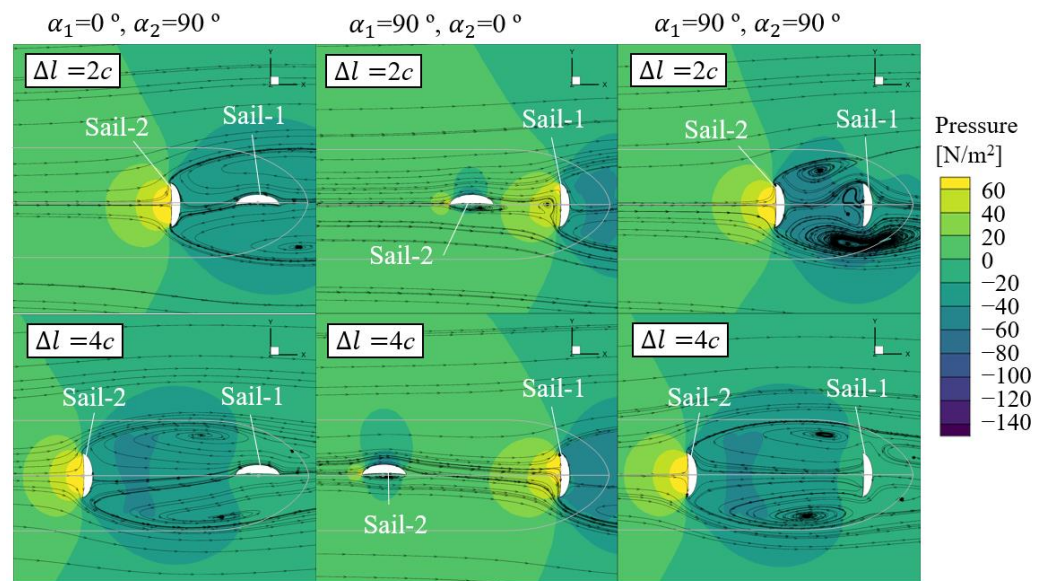 α₁=0 º, α₂=90 º
α₁=90 º, α₂=0 º
α₁=90 º, α₂=90 º
Δl =2c
Sail-2
Sail-1
Y
X
Δl =2c
Sail-1
Sail-2
Y
X
Δl =2c
Sail-2
Sail-1
Y
X
Δl =4c
Sail-2
Sail-1
Y
X
Δl =4c
Sail-1
Sail-2
Y
X
Δl =4c
Sail-2
Sail-1
Y
X
Pressure
[N/m²]
60
40
20
0
−20
−40
−60
−80
−100
−120
−140